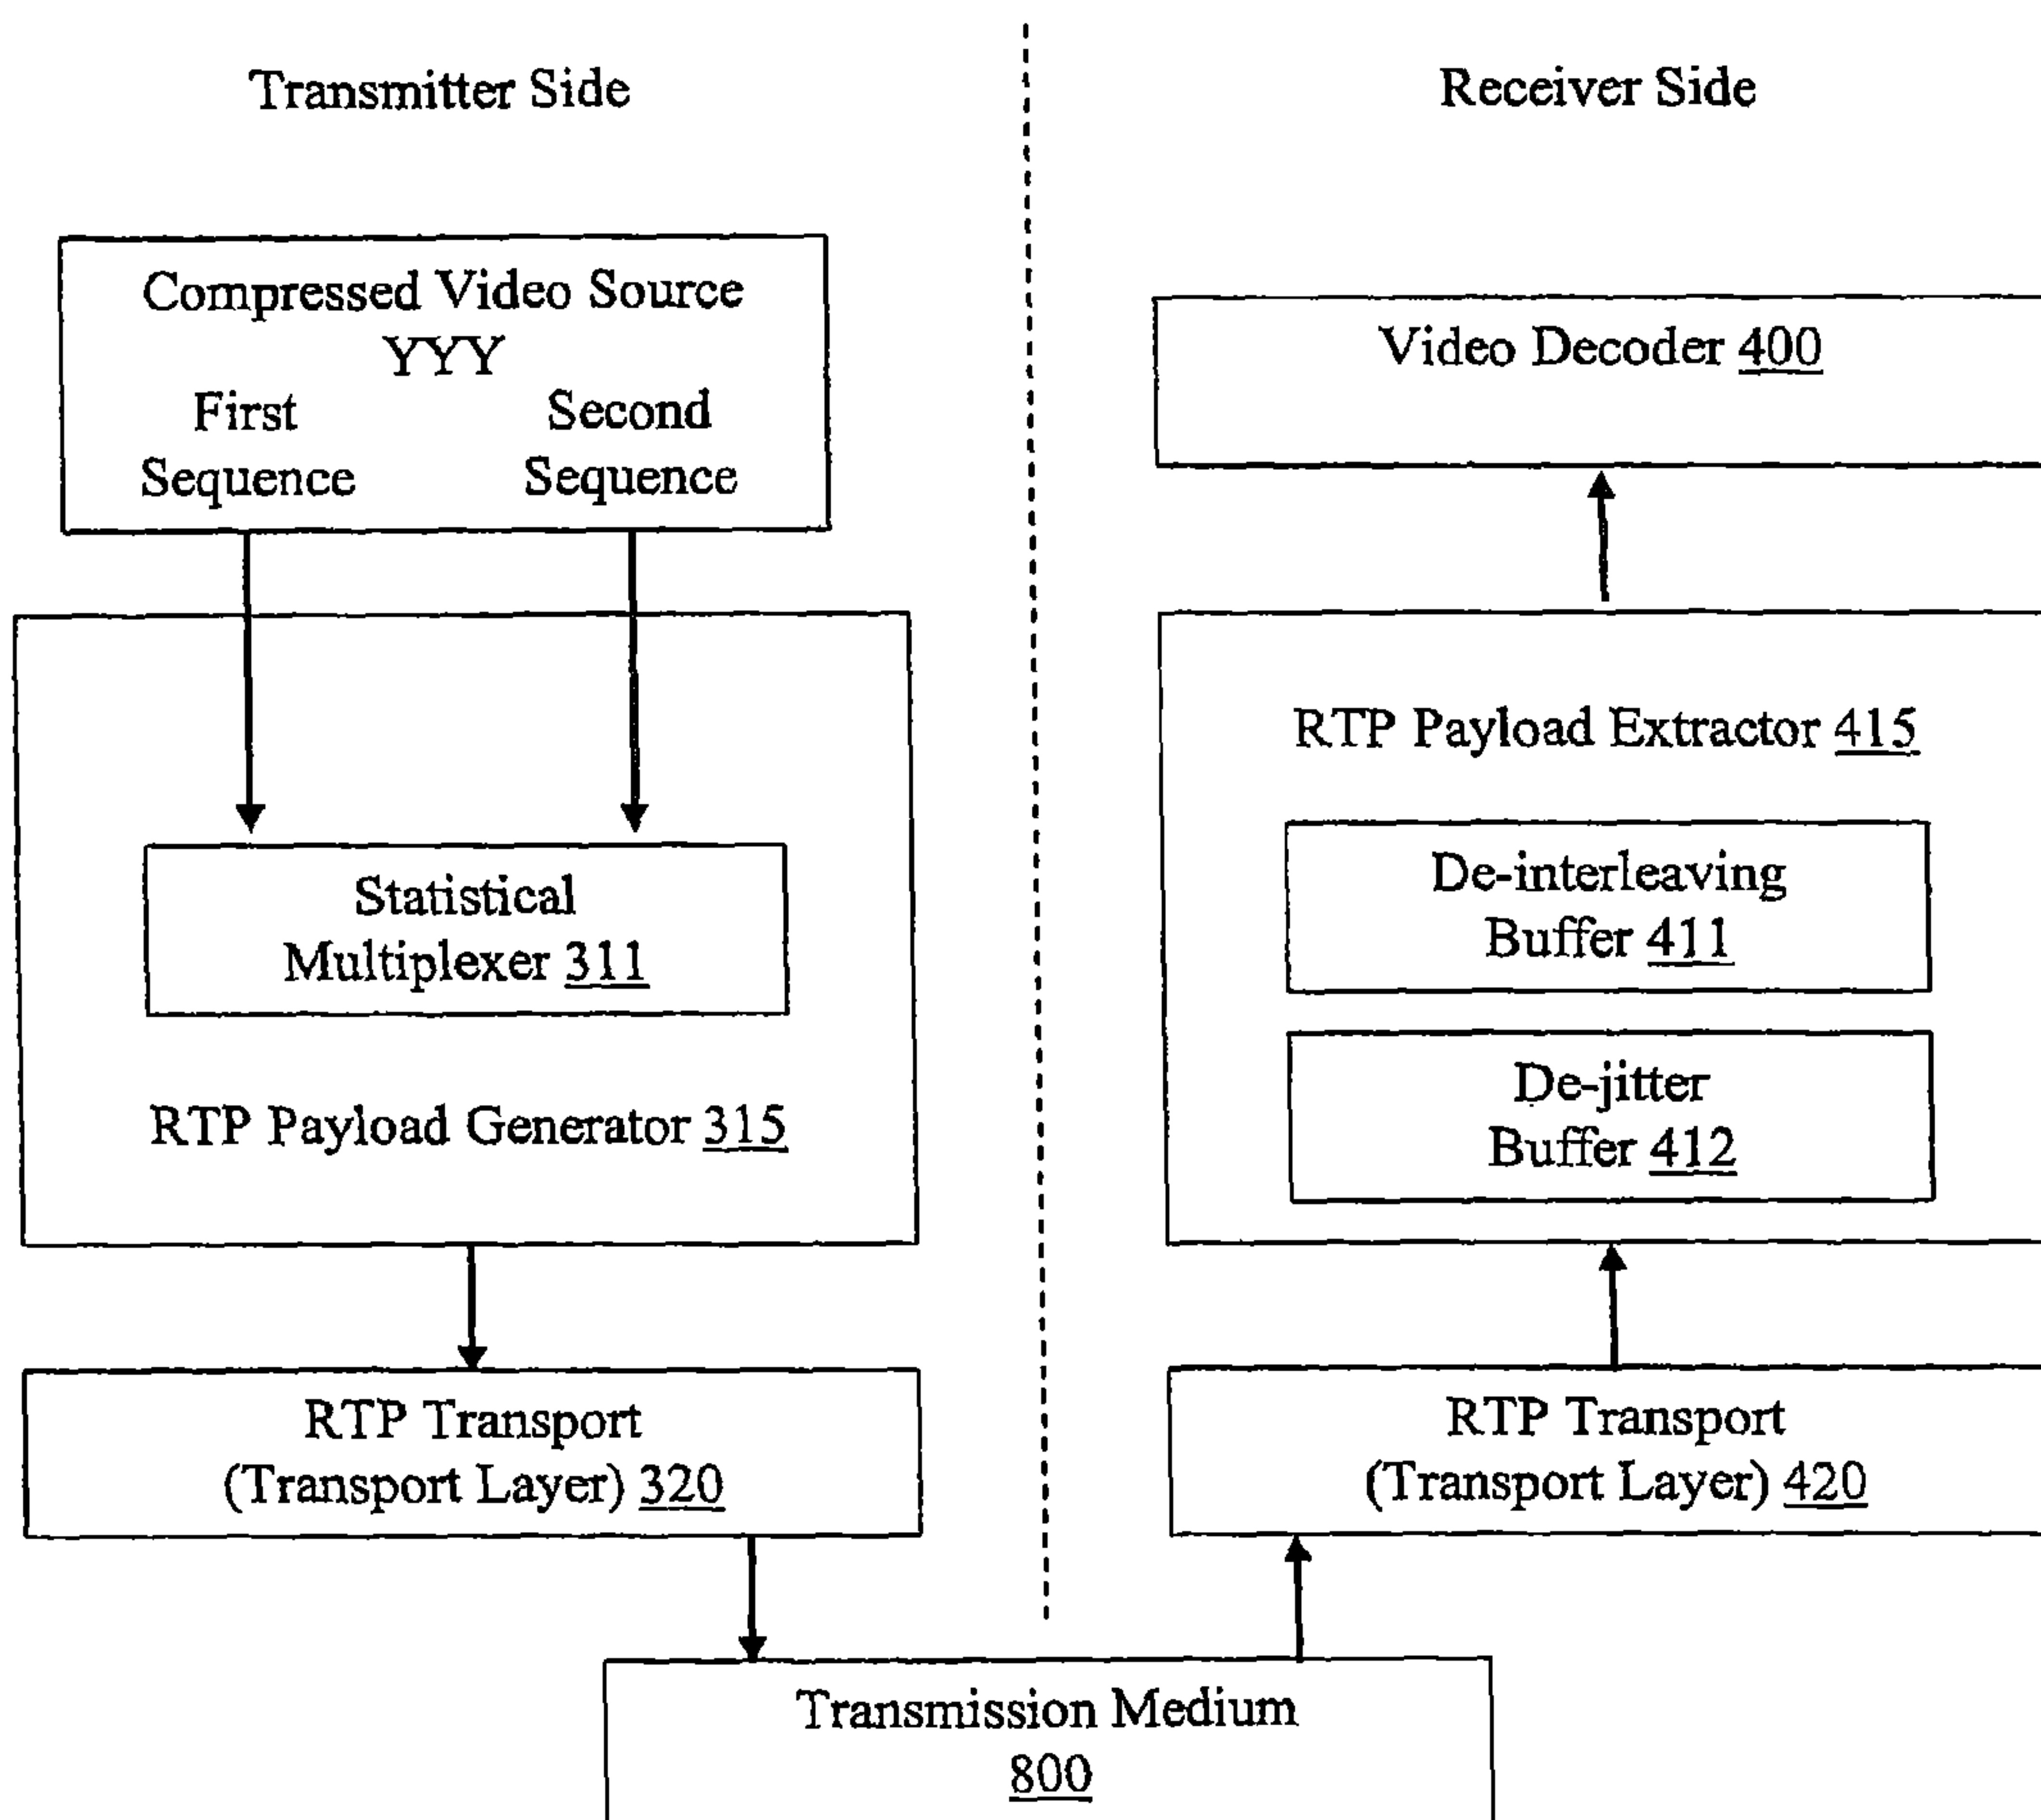 Transmitter Side
Compressed Video Source
YYY
First
Sequence
Second
Sequence
Statistical
Multiplexer 311
RTP Payload Generator 315
RTP Transport
(Transport Layer) 320
Receiver Side
Video Decoder 400
RTP Payload Extractor 415
De-interleaving
Buffer 411
De-jitter
Buffer 412
RTP Transport
(Transport Layer) 420
Transmission Medium
800